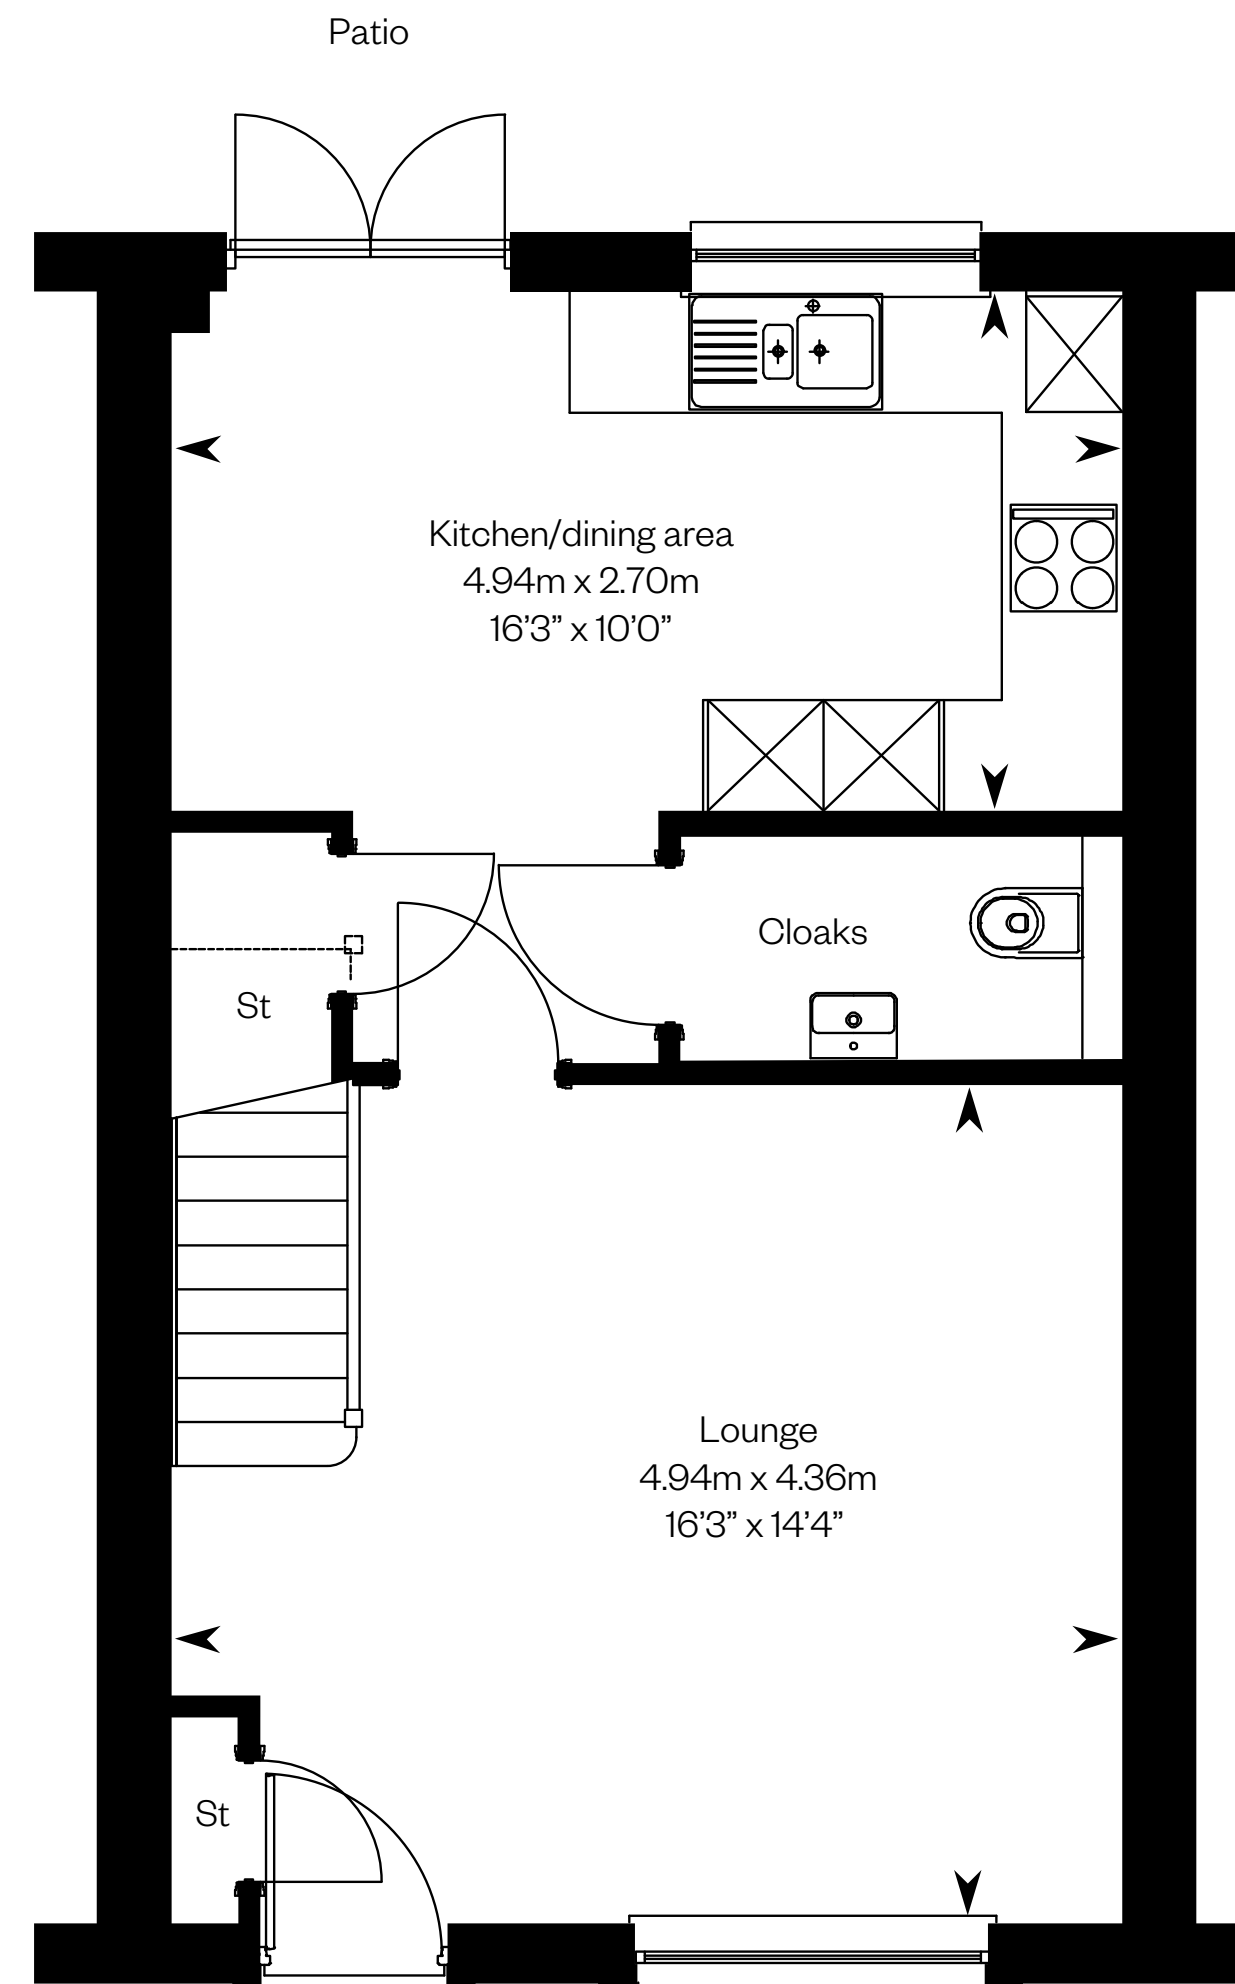 Patio
Kitchen/dining area
4.94m x 2.70m
16’3” x 10’0”
Cloaks
St
Lounge
4.94m x 4.36m
16’3” x 14’4”
St